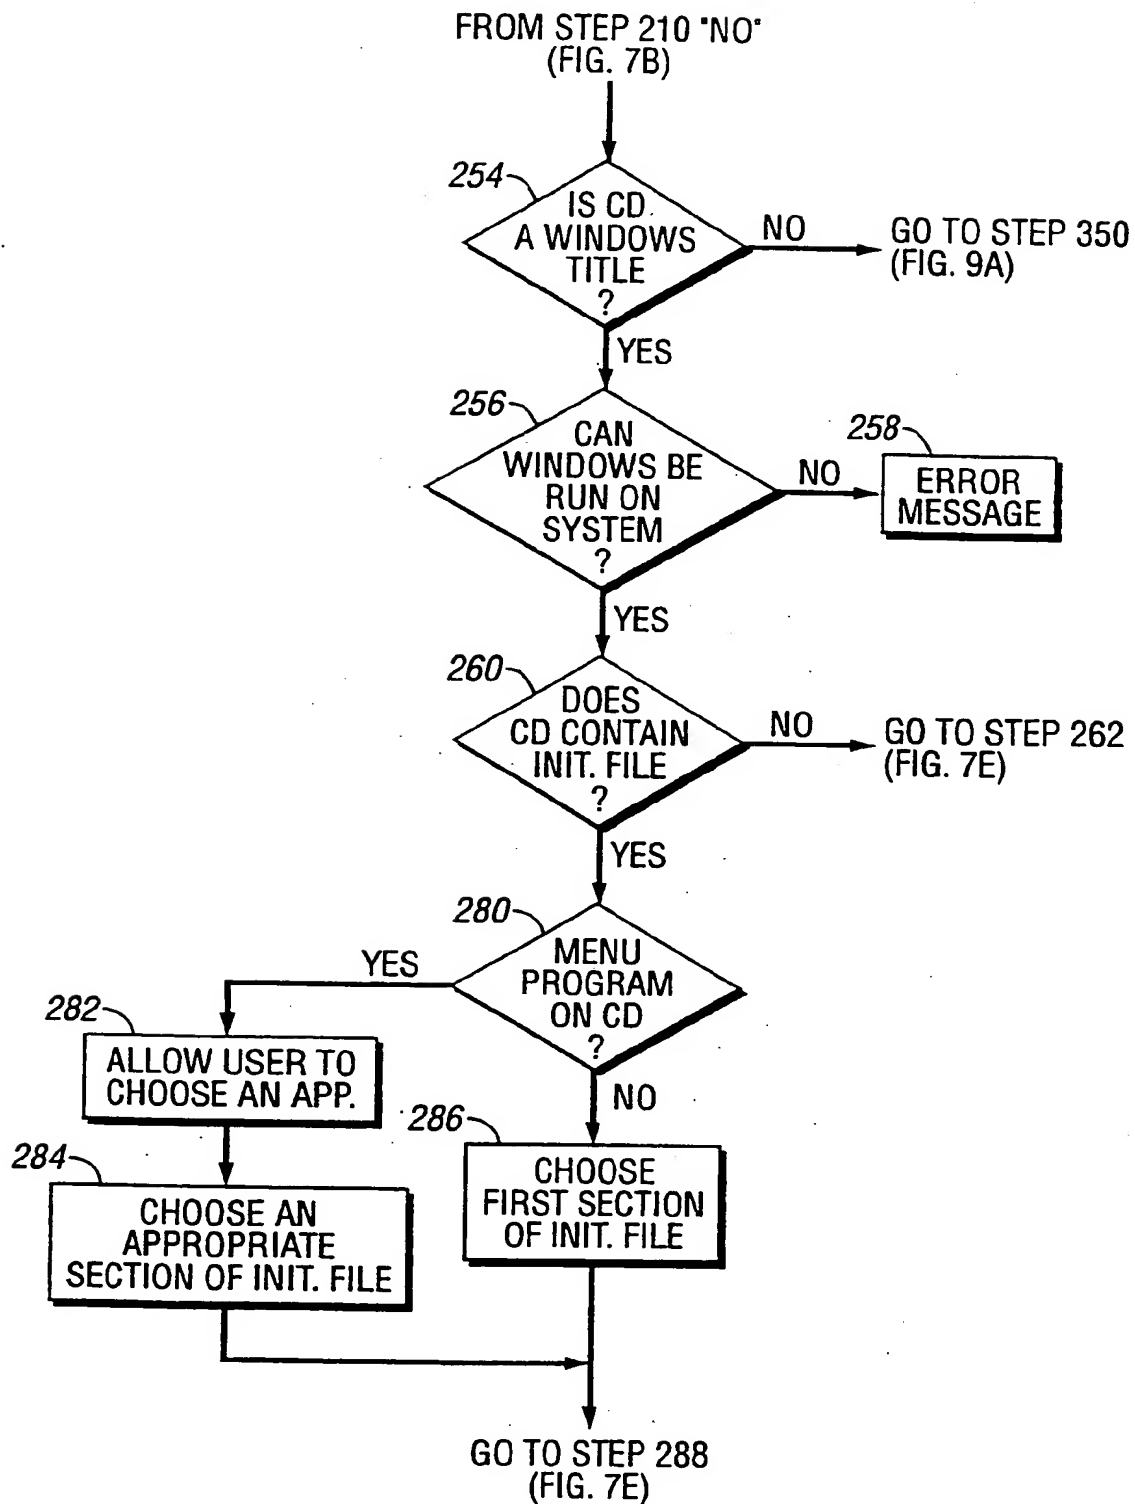 FROM STEP 210 "NO"
(FIG. 7B)
254
IS CD
A WINDOWS
TITLE
?
NO
GO TO STEP 350
(FIG. 9A)
YES
256
CAN
WINDOWS BE
RUN ON
SYSTEM
?
NO
258
ERROR
MESSAGE
YES
260
DOES
CD CONTAIN
INIT. FILE
?
NO
GO TO STEP 262
(FIG. 7E)
YES
280
MENU
PROGRAM
ON CD
?
YES
282
ALLOW USER TO
CHOOSE AN APP.
NO
284
CHOOSE AN
APPROPRIATE
SECTION OF INIT. FILE
286
CHOOSE
FIRST SECTION
OF INIT. FILE
GO TO STEP 288
(FIG. 7E)